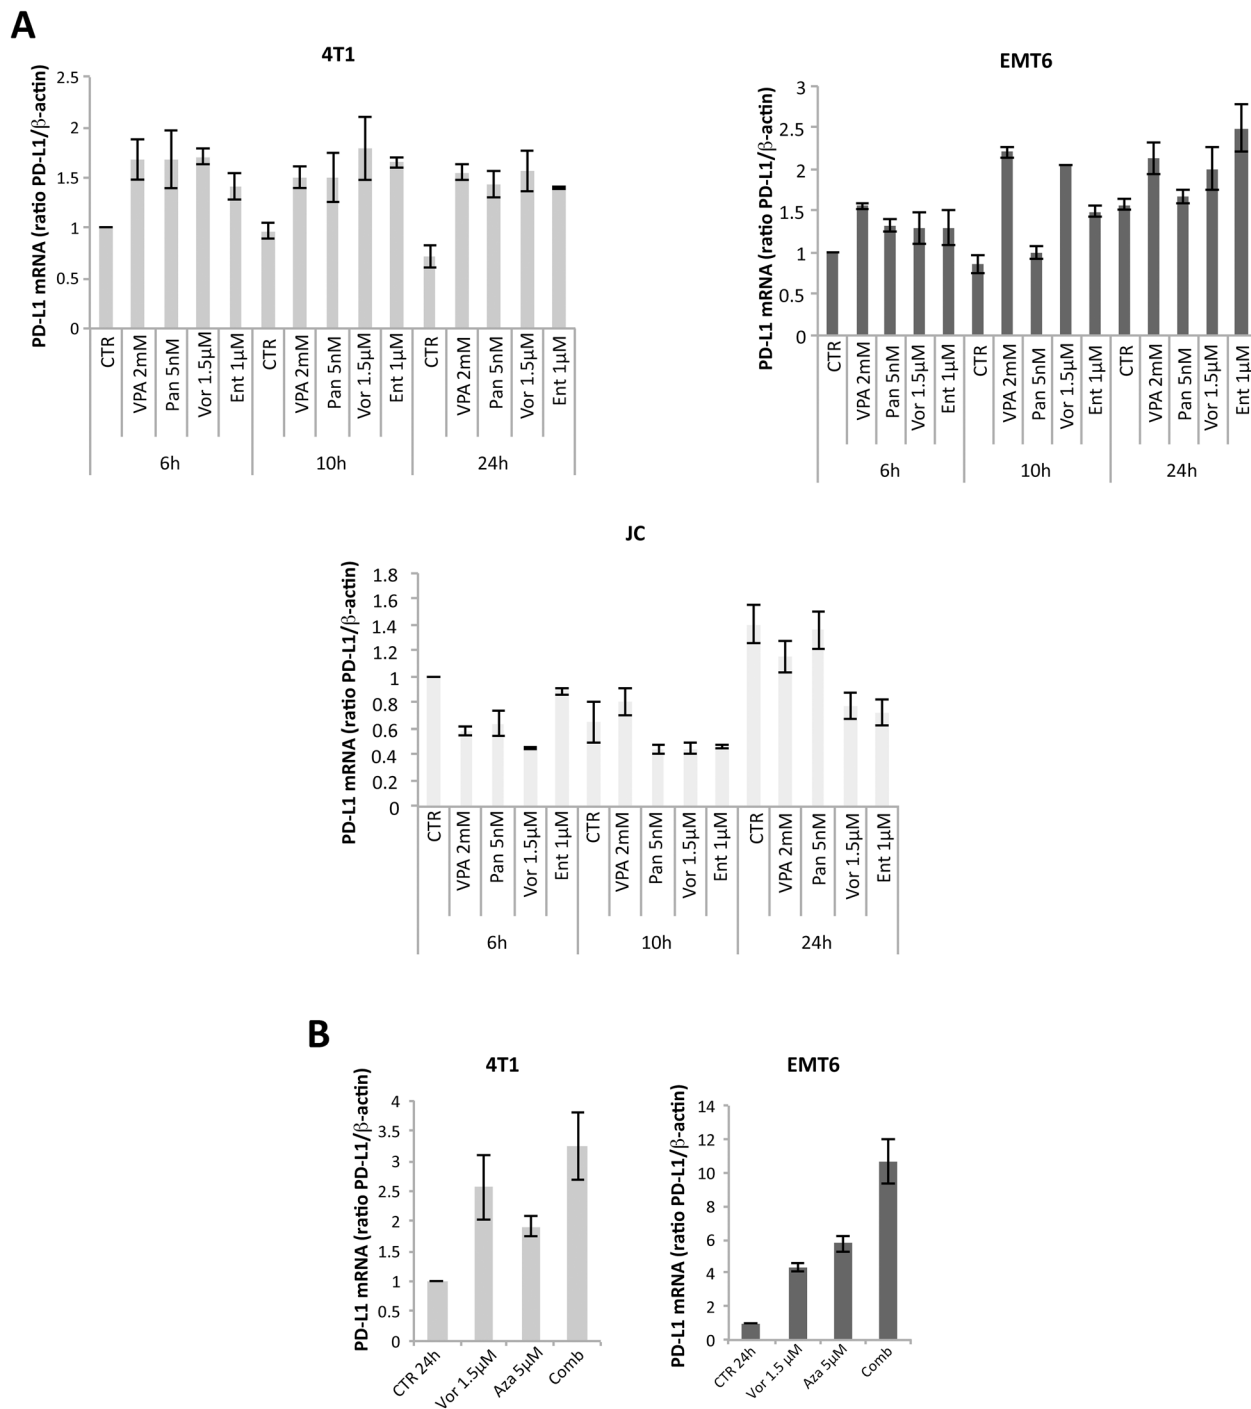 A
4T1
PD-L1 mRNA (ratio PD-L1/β-actin)
2.5
2
1.5
1
0.5
0
CTR
VPA 2mM
Pan 5nM
Vor 1.5µM
Ent 1µM
CTR
VPA 2mM
Pan 5nM
Vor 1.5µM
Ent 1µM
CTR
VPA 2mM
Pan 5nM
Vor 1.5µM
Ent 1µM
6h
10h
24h
EMT6
PD-L1 mRNA (ratio PD-L1/β-actin)
3
2.5
2
1.5
1
0.5
0
CTR
VPA 2mM
Pan 5nM
Vor 1.5µM
Ent 1µM
CTR
VPA 2mM
Pan 5nM
Vor 1.5µM
Ent 1µM
CTR
VPA 2mM
Pan 5nM
Vor 1.5µM
Ent 1µM
6h
10h
24h
JC
PD-L1 mRNA (ratio PD-L1/β-actin)
1.8
1.6
1.4
1.2
1
0.8
0.6
0.4
0.2
0
CTR
VPA 2mM
Pan 5nM
Vor 1.5µM
Ent 1µM
CTR
VPA 2mM
Pan 5nM
Vor 1.5µM
Ent 1µM
CTR
VPA 2mM
Pan 5nM
Vor 1.5µM
Ent 1µM
6h
10h
24h
B
4T1
PD-L1 mRNA (ratio PD-L1/β-actin)
4
3.5
3
2.5
2
1.5
1
0.5
0
CTR 24h
Vor 1.5µM
Aza 5µM
Comb
EMT6
PD-L1 mRNA (ratio PD-L1/β-actin)
14
12
10
8
6
4
2
0
CTR 24h
Vor 1.5 µM
Aza 5µM
Comb